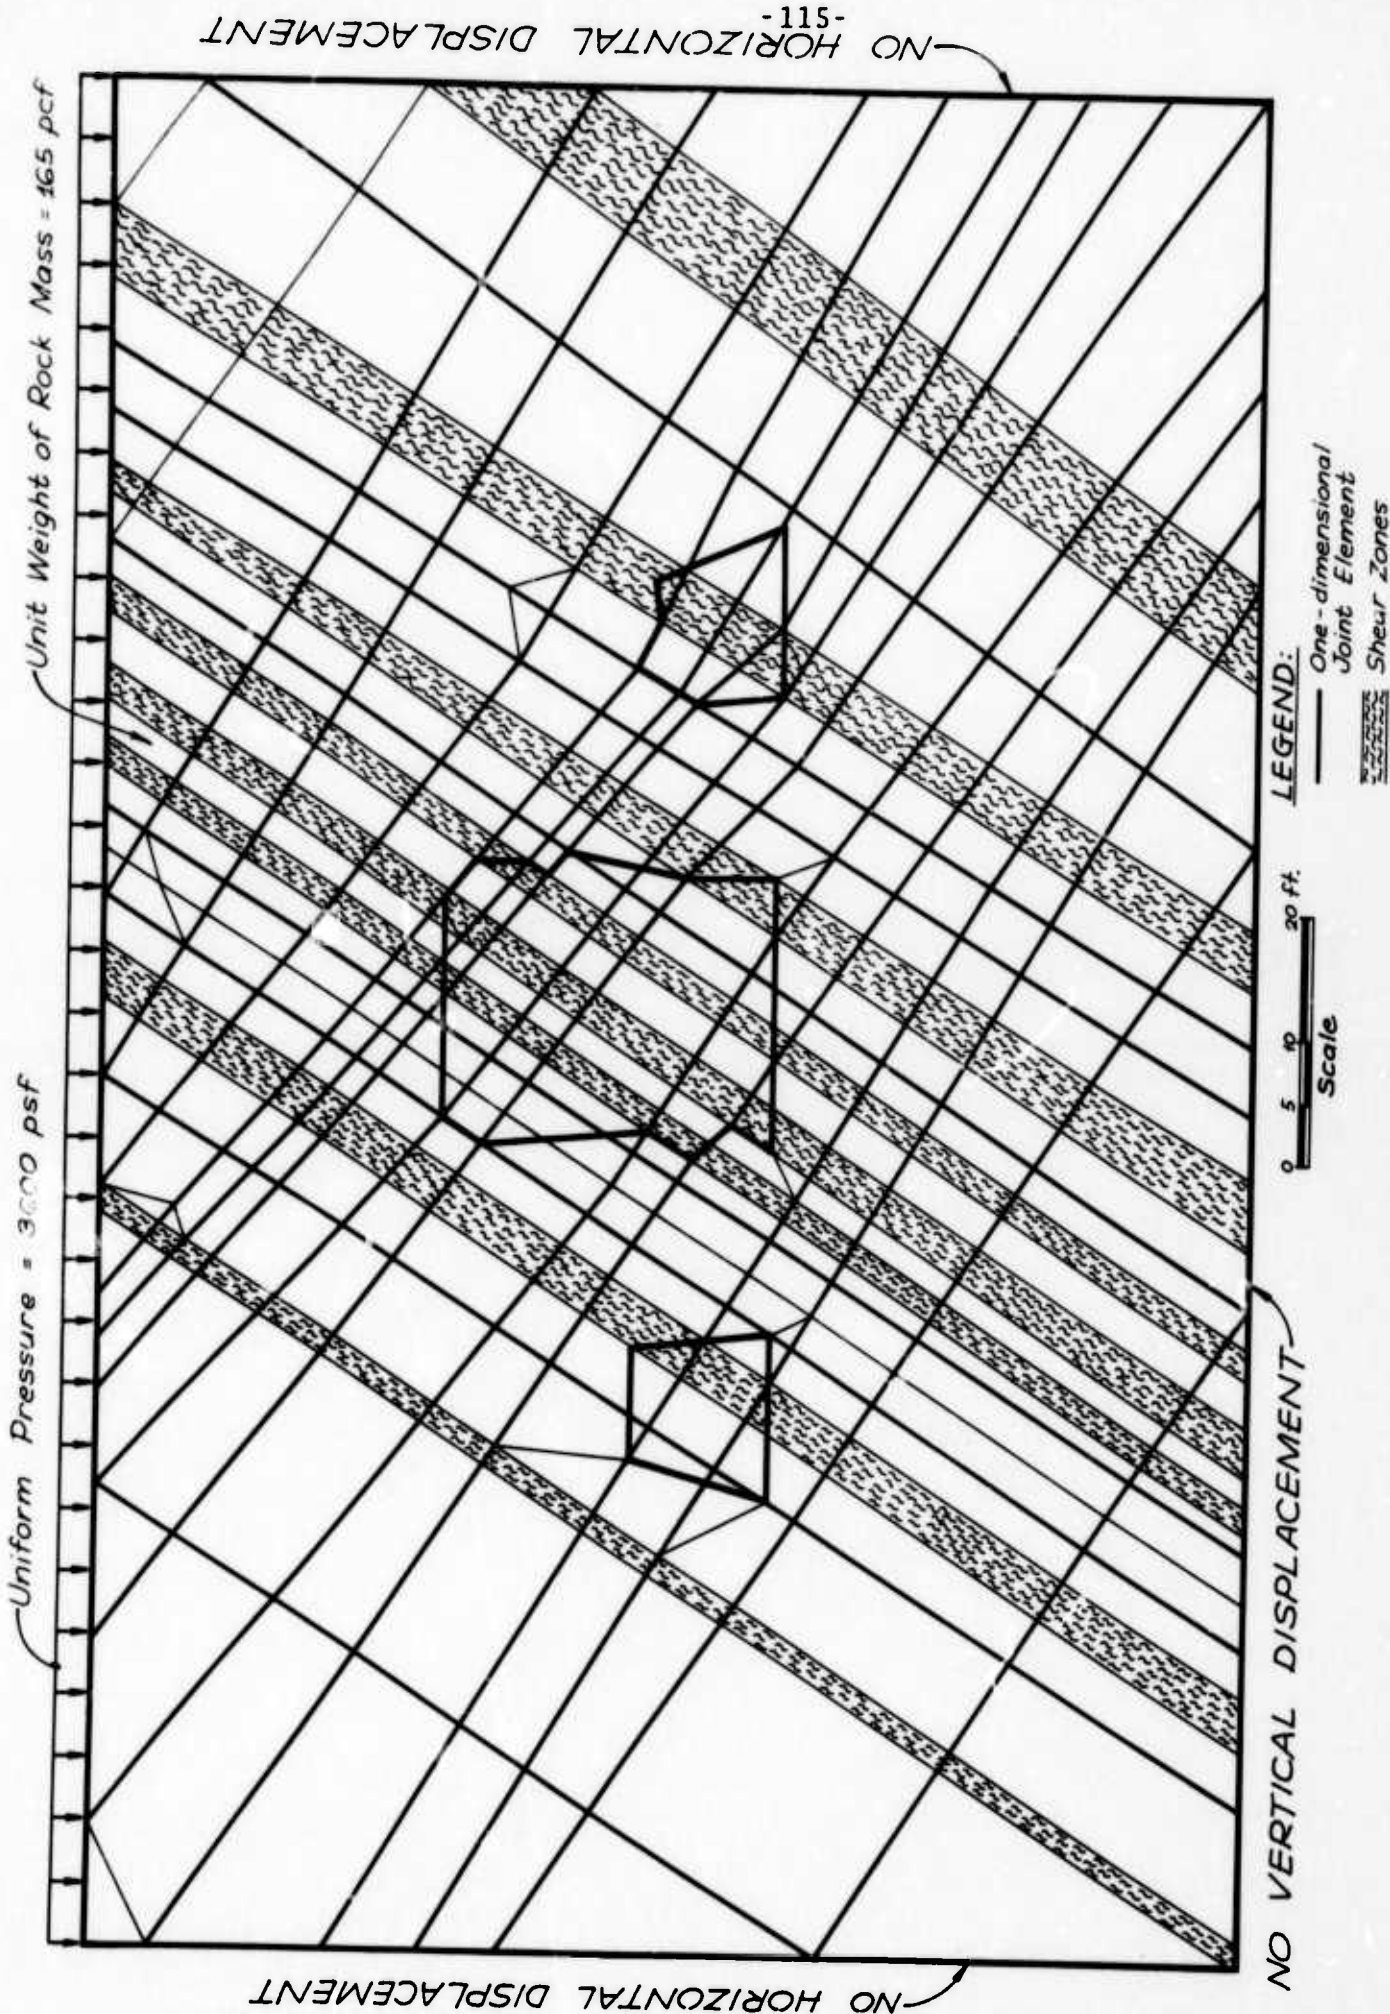 -115-
NO HORIZONTAL DISPLACEMENT
Unit Weight of Rock Mass = 165 pcf
Uniform Pressure = 3000 psf
NO HORIZONTAL DISPLACEMENT
NO VERTICAL DISPLACEMENT
LEGEND:
One-dimensional
Joint Element
Shear Zones
0 5 10 20 ft.
Scale